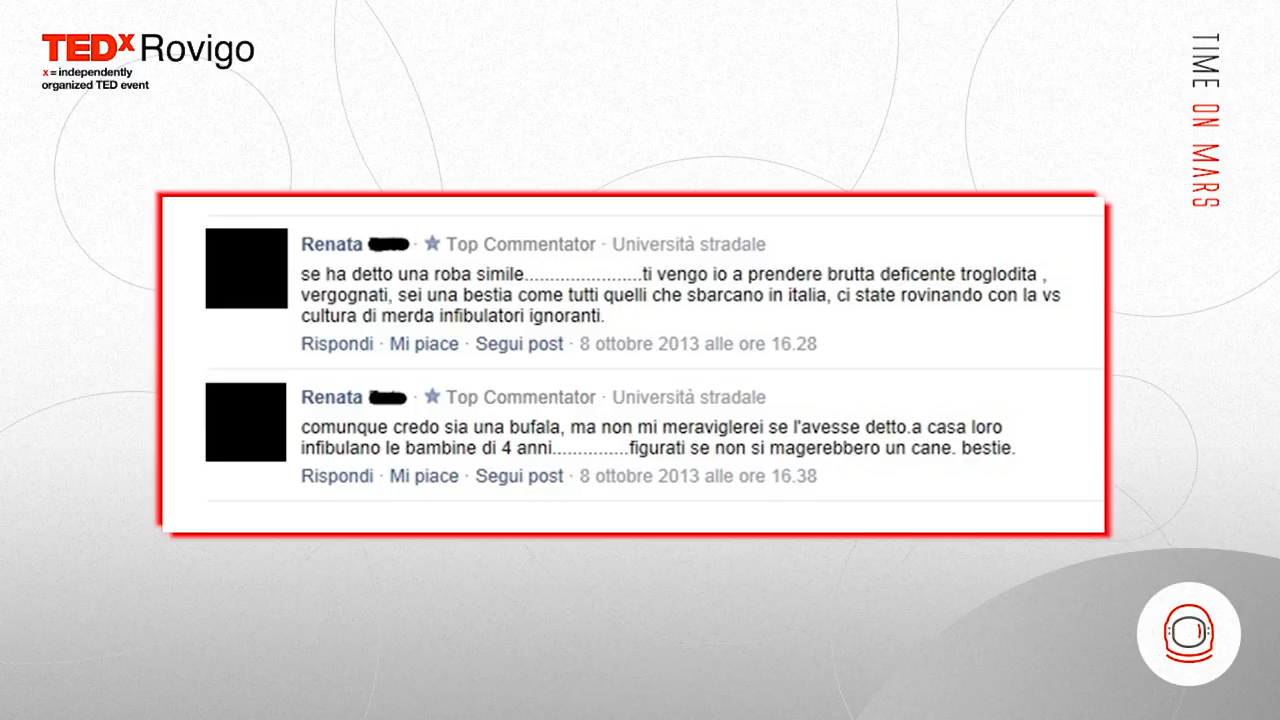 TEDx Rovigo
x = independently
organized TED event
TIME ON MARS
Renata · Top Commentator · Università stradale
se ha detto una roba simile.......................ti vengo io a prendere brutta deficente troglodita ,
vergognati, sei una bestia come tutti quelli che sbarcano in italia, ci state rovinando con la vs
cultura di merda infibulatori ignoranti.
Rispondi · Mi piace · Segui post · 8 ottobre 2013 alle ore 16.28
Renata · Top Commentator · Università stradale
comunque credo sia una bufala, ma non mi meraviglerei se l'avesse detto.a casa loro
infibulano le bambine di 4 anni...............figurati se non si magerebbero un cane. bestie.
Rispondi · Mi piace · Segui post · 8 ottobre 2013 alle ore 16.38